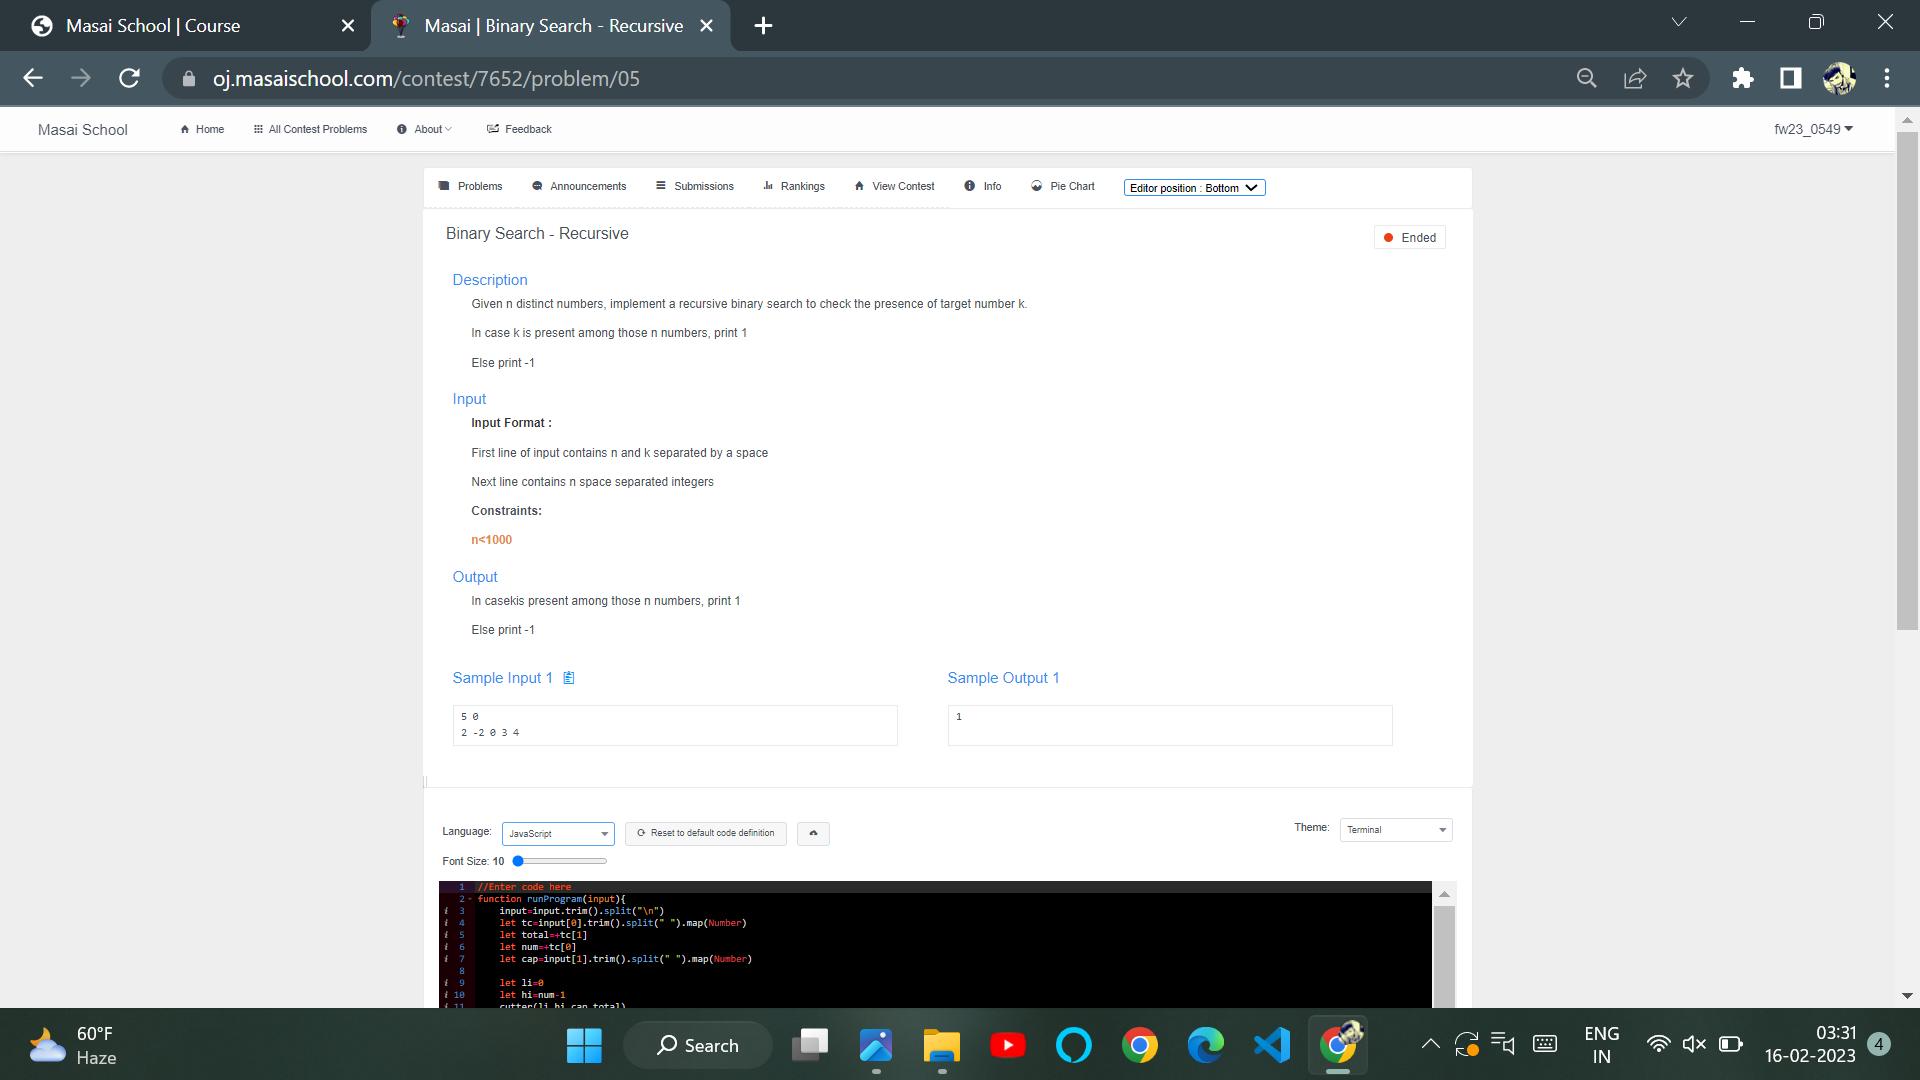 Masai School | Course
Masai | Binary Search - Recursive
oj.masaischool.com/contest/7652/problem/05
Masai School
Home
All Contest Problems
About
Feedback
fw23_0549
Problems
Announcements
Submissions
Rankings
View Contest
Info
Pie Chart
Editor position : Bottom
Binary Search - Recursive
Ended
Description
Given n distinct numbers, implement a recursive binary search to check the presence of target number k.
In case k is present among those n numbers, print 1
Else print -1
Input
Input Format :
First line of input contains n and k separated by a space
Next line contains n space separated integers
Constraints:
n<1000
Output
In casekis present among those n numbers, print 1
Else print -1
Sample Input 1
Sample Output 1
5 0
2 -2 0 3 4
1
Language:
JavaScript
Reset to default code definition
Theme:
Terminal
Font Size: 10
1 //Enter code here
2 function runProgram(input){
3 input=input.trim().split("\n")
4 let tc=input[0].trim().split(" ").map(Number)
5 let total=+tc[1]
6 let num=+tc[0]
7 let cap=input[1].trim().split(" ").map(Number)
8
9 let li=0
10 let hi=num-1
11 cutter(li,hi,cap,total)
60°F
Haze
Search
ENG
IN
03:31
16-02-2023
4